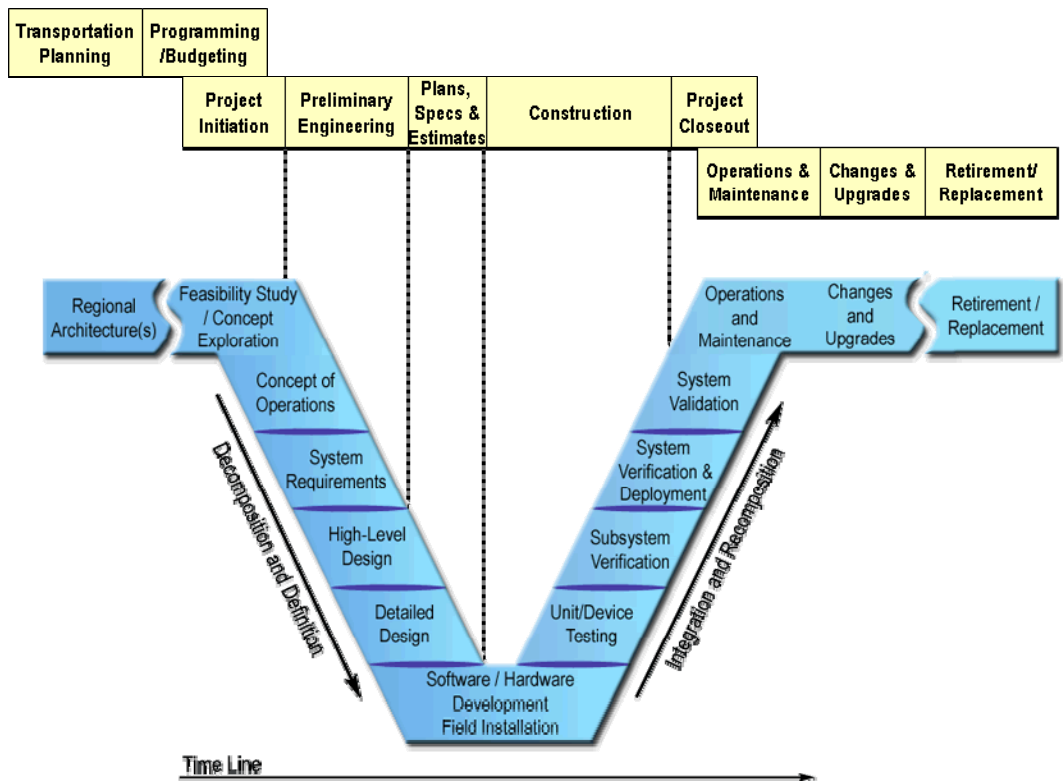 Transportation
Planning
Programming
/Budgeting
Project
Initiation
Preliminary
Engineering
Plans,
Specs &
Estimates
Construction
Project
Closeout
Operations &
Maintenance
Changes &
Upgrades
Retirement/
Replacement
Regional
Architecture(s)
Feasibility Study
/ Concept
Exploration
Concept of
Operations
System
Requirements
High-Level
Design
Detailed
Design
Software / Hardware
Development
Field Installation
Unit/Device
Testing
Subsystem
Verification
System
Verification &
Deployment
System
Validation
Operations
and
Maintenance
Changes
and
Upgrades
Retirement /
Replacement
Decomposition and Definition
Integration and Recomposition
Time Line